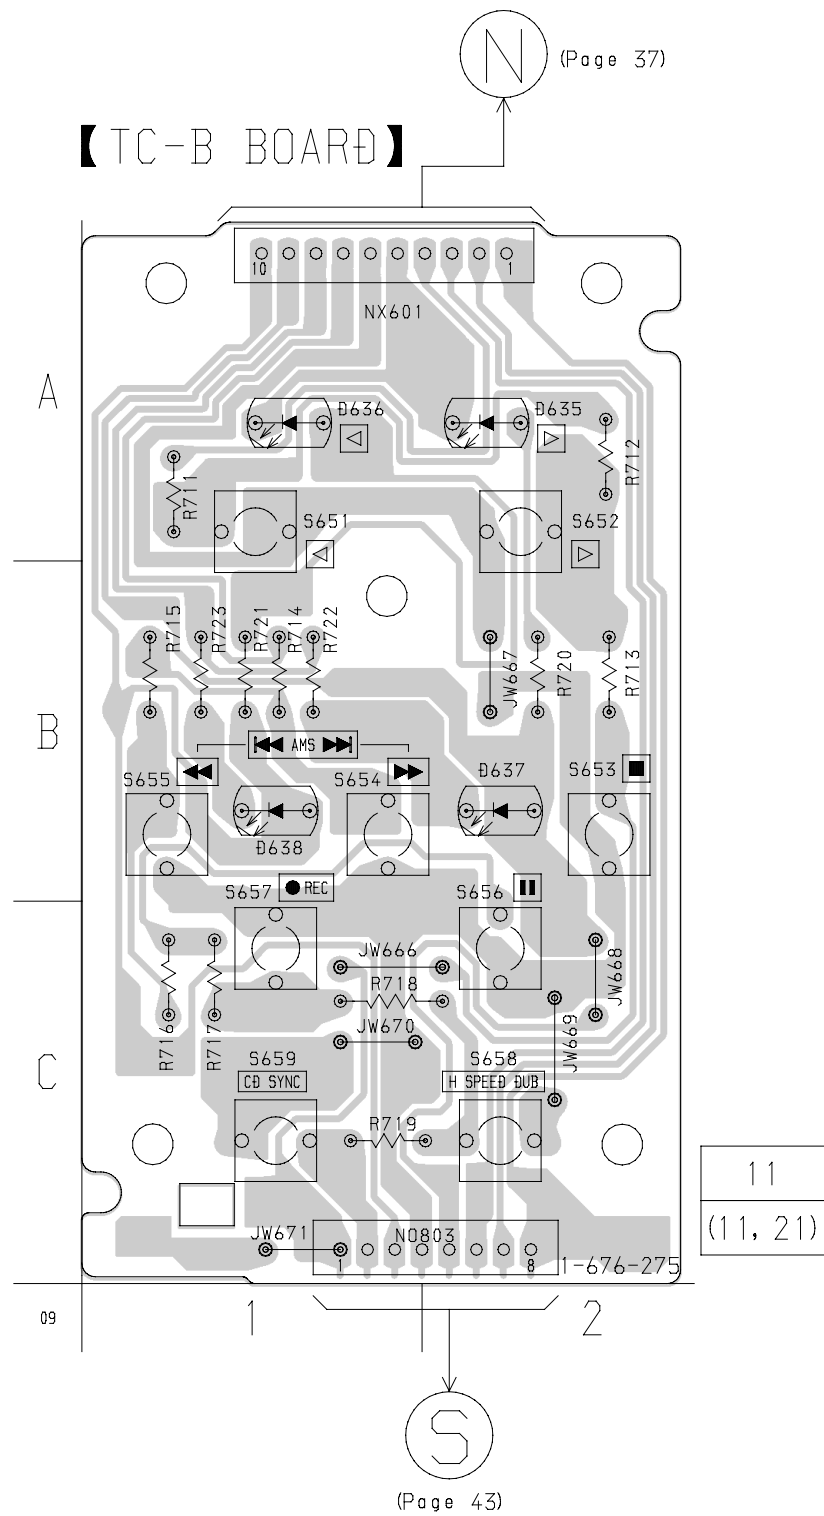 N (Page 37)
【TC-B BOARD】
10 1
NX601
A
D636 D635
R711 R712
S651 S652
R715 R723 R721 R714 R722 JW667 R720 R713
B
AMS
S655 S654 D637 S653
D638
S657 REC S656
JW666 JW668
R718
R716 R717 JW670 JW669
C
S659 S658
CD SYNC H SPEED DUB
R719
11
(11, 21)
JW671 NO803
1 8 1-676-275
09 1 2
S
(Page 43)